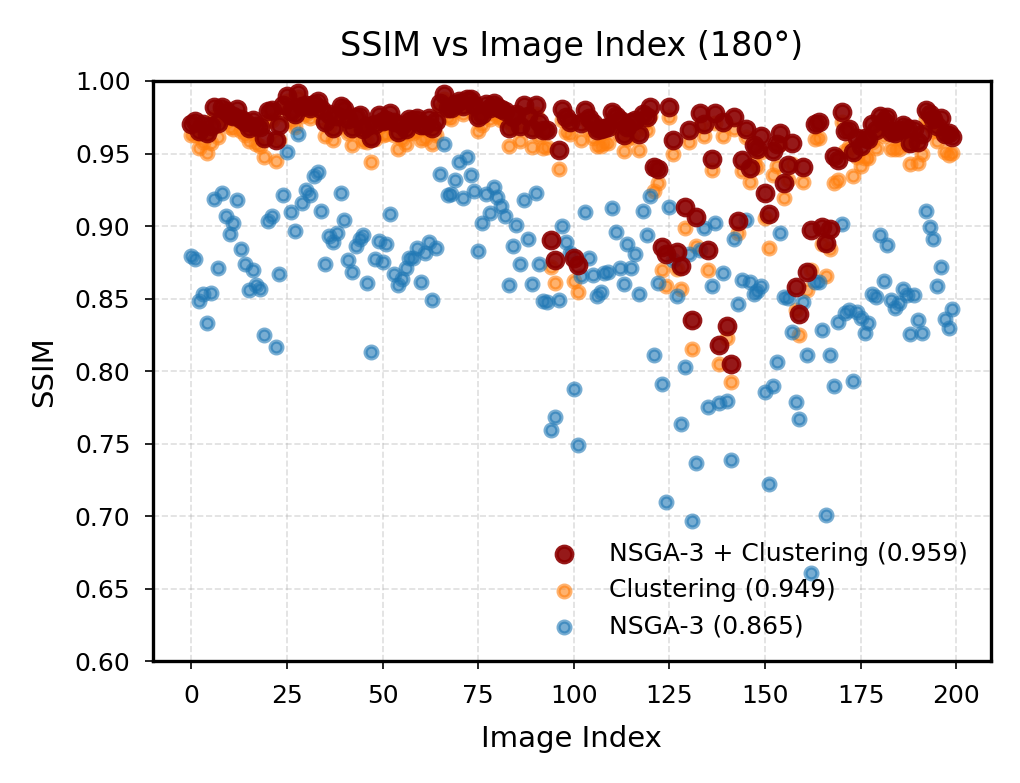 SSIM vs Image Index (180°)
1.00
0.95
0.90
0.85
0.80
0.75
0.70
0.65
0.60
SSIM
NSGA-3 + Clustering (0.959)
Clustering (0.949)
NSGA-3 (0.865)
0 25 50 75 100 125 150 175 200
Image Index